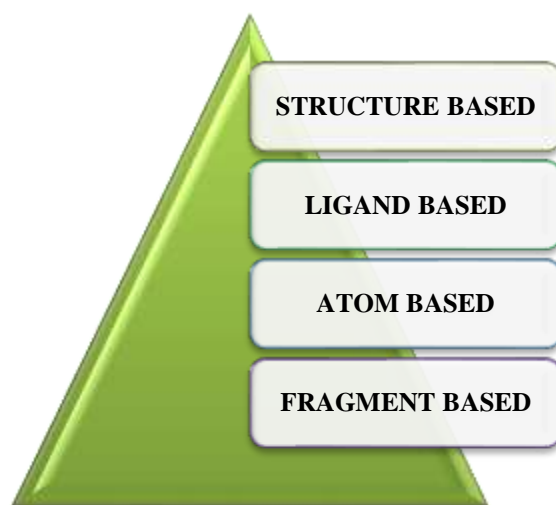 STRUCTURE BASED
LIGAND BASED
ATOM BASED
FRAGMENT BASED